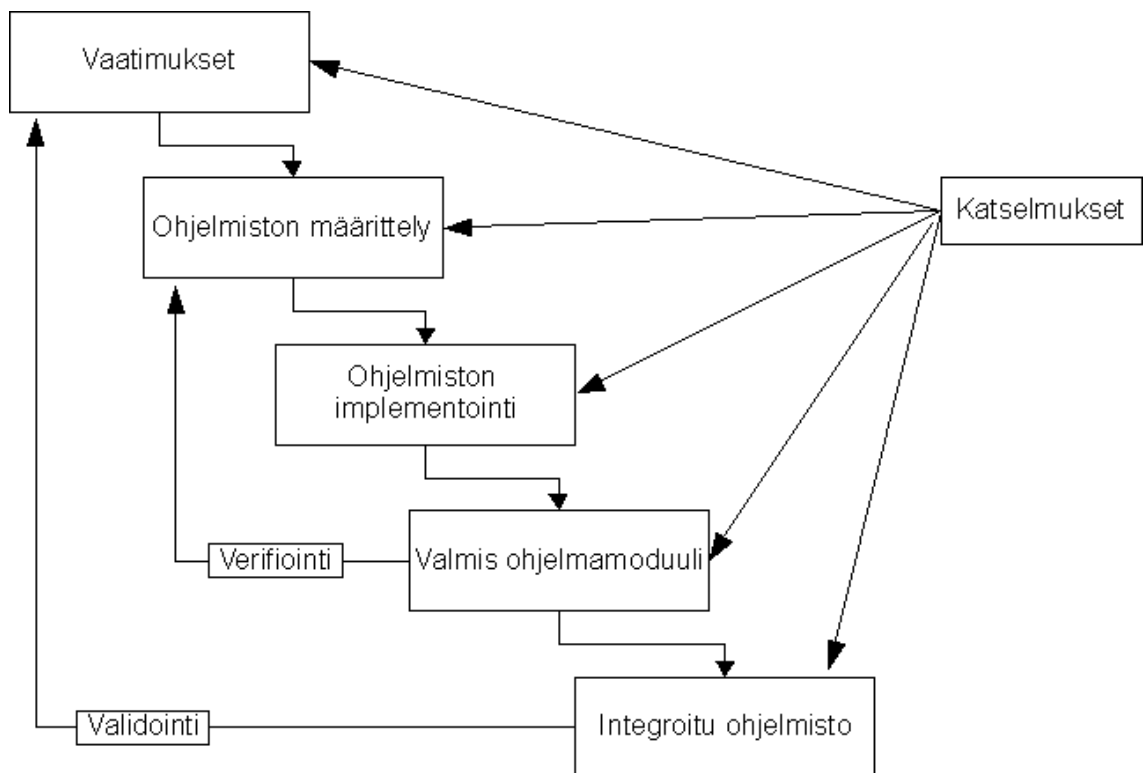 Vaatimukset
Katselmukset
Ohjelmiston määrittely
Ohjelmiston
implementointi
Verifiointi
Valmis ohjelmamoduuli
Validointi
Integroitu ohjelmisto